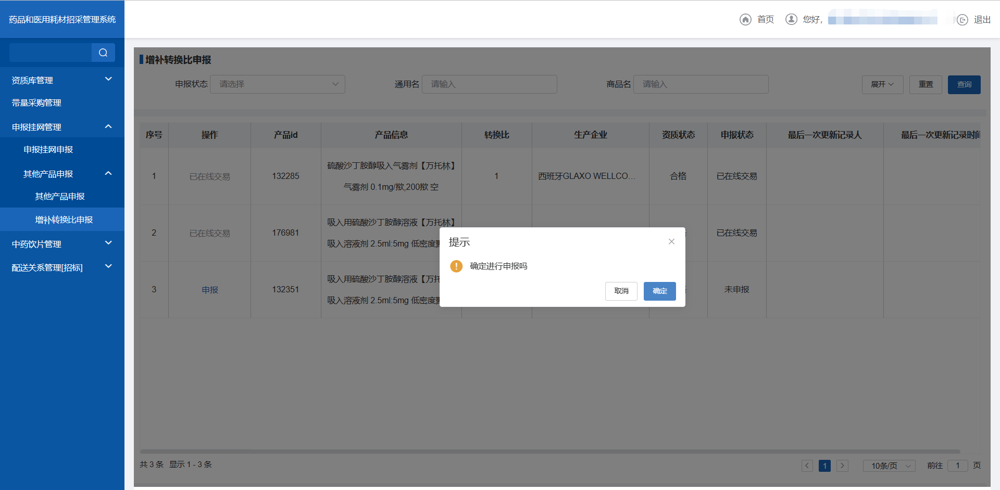 药品和医用耗材招采管理系统
首页
您好,
退出
资质库管理
带量采购管理
申报挂网管理
申报挂网申报
其他产品申报
其他产品申报
增补转换比申报
中药饮片管理
配送关系管理[招标]
增补转换比申报
申报状态 请选择 通用名 请输入 商品名 请输入 展开 重置 查询
序号 操作 产品id 产品信息 转换比 生产企业 资质状态 申报状态 最后一次更新记录人 最后一次更新记录时间
硫酸沙丁胺醇吸入气雾剂【万托林】
1 已在线交易 132285 1 西班牙GLAXO WELLCO... 合格 已在线交易
气雾剂 0.1mg/揿,200揿 空
吸入用硫酸沙丁胺醇溶液【万托林】
2 已在线交易 176981 已在线交易
吸入溶液剂 2.5ml:5mg 低密度
吸入用硫酸沙丁胺醇溶液【万托
3 申报 132351 未申报
吸入溶液剂 2.5ml:5mg 低密度
提示
确定进行申报吗
取消 确定
共 3 条 显示 1 - 3 条
1 10条/页 前往 1 页